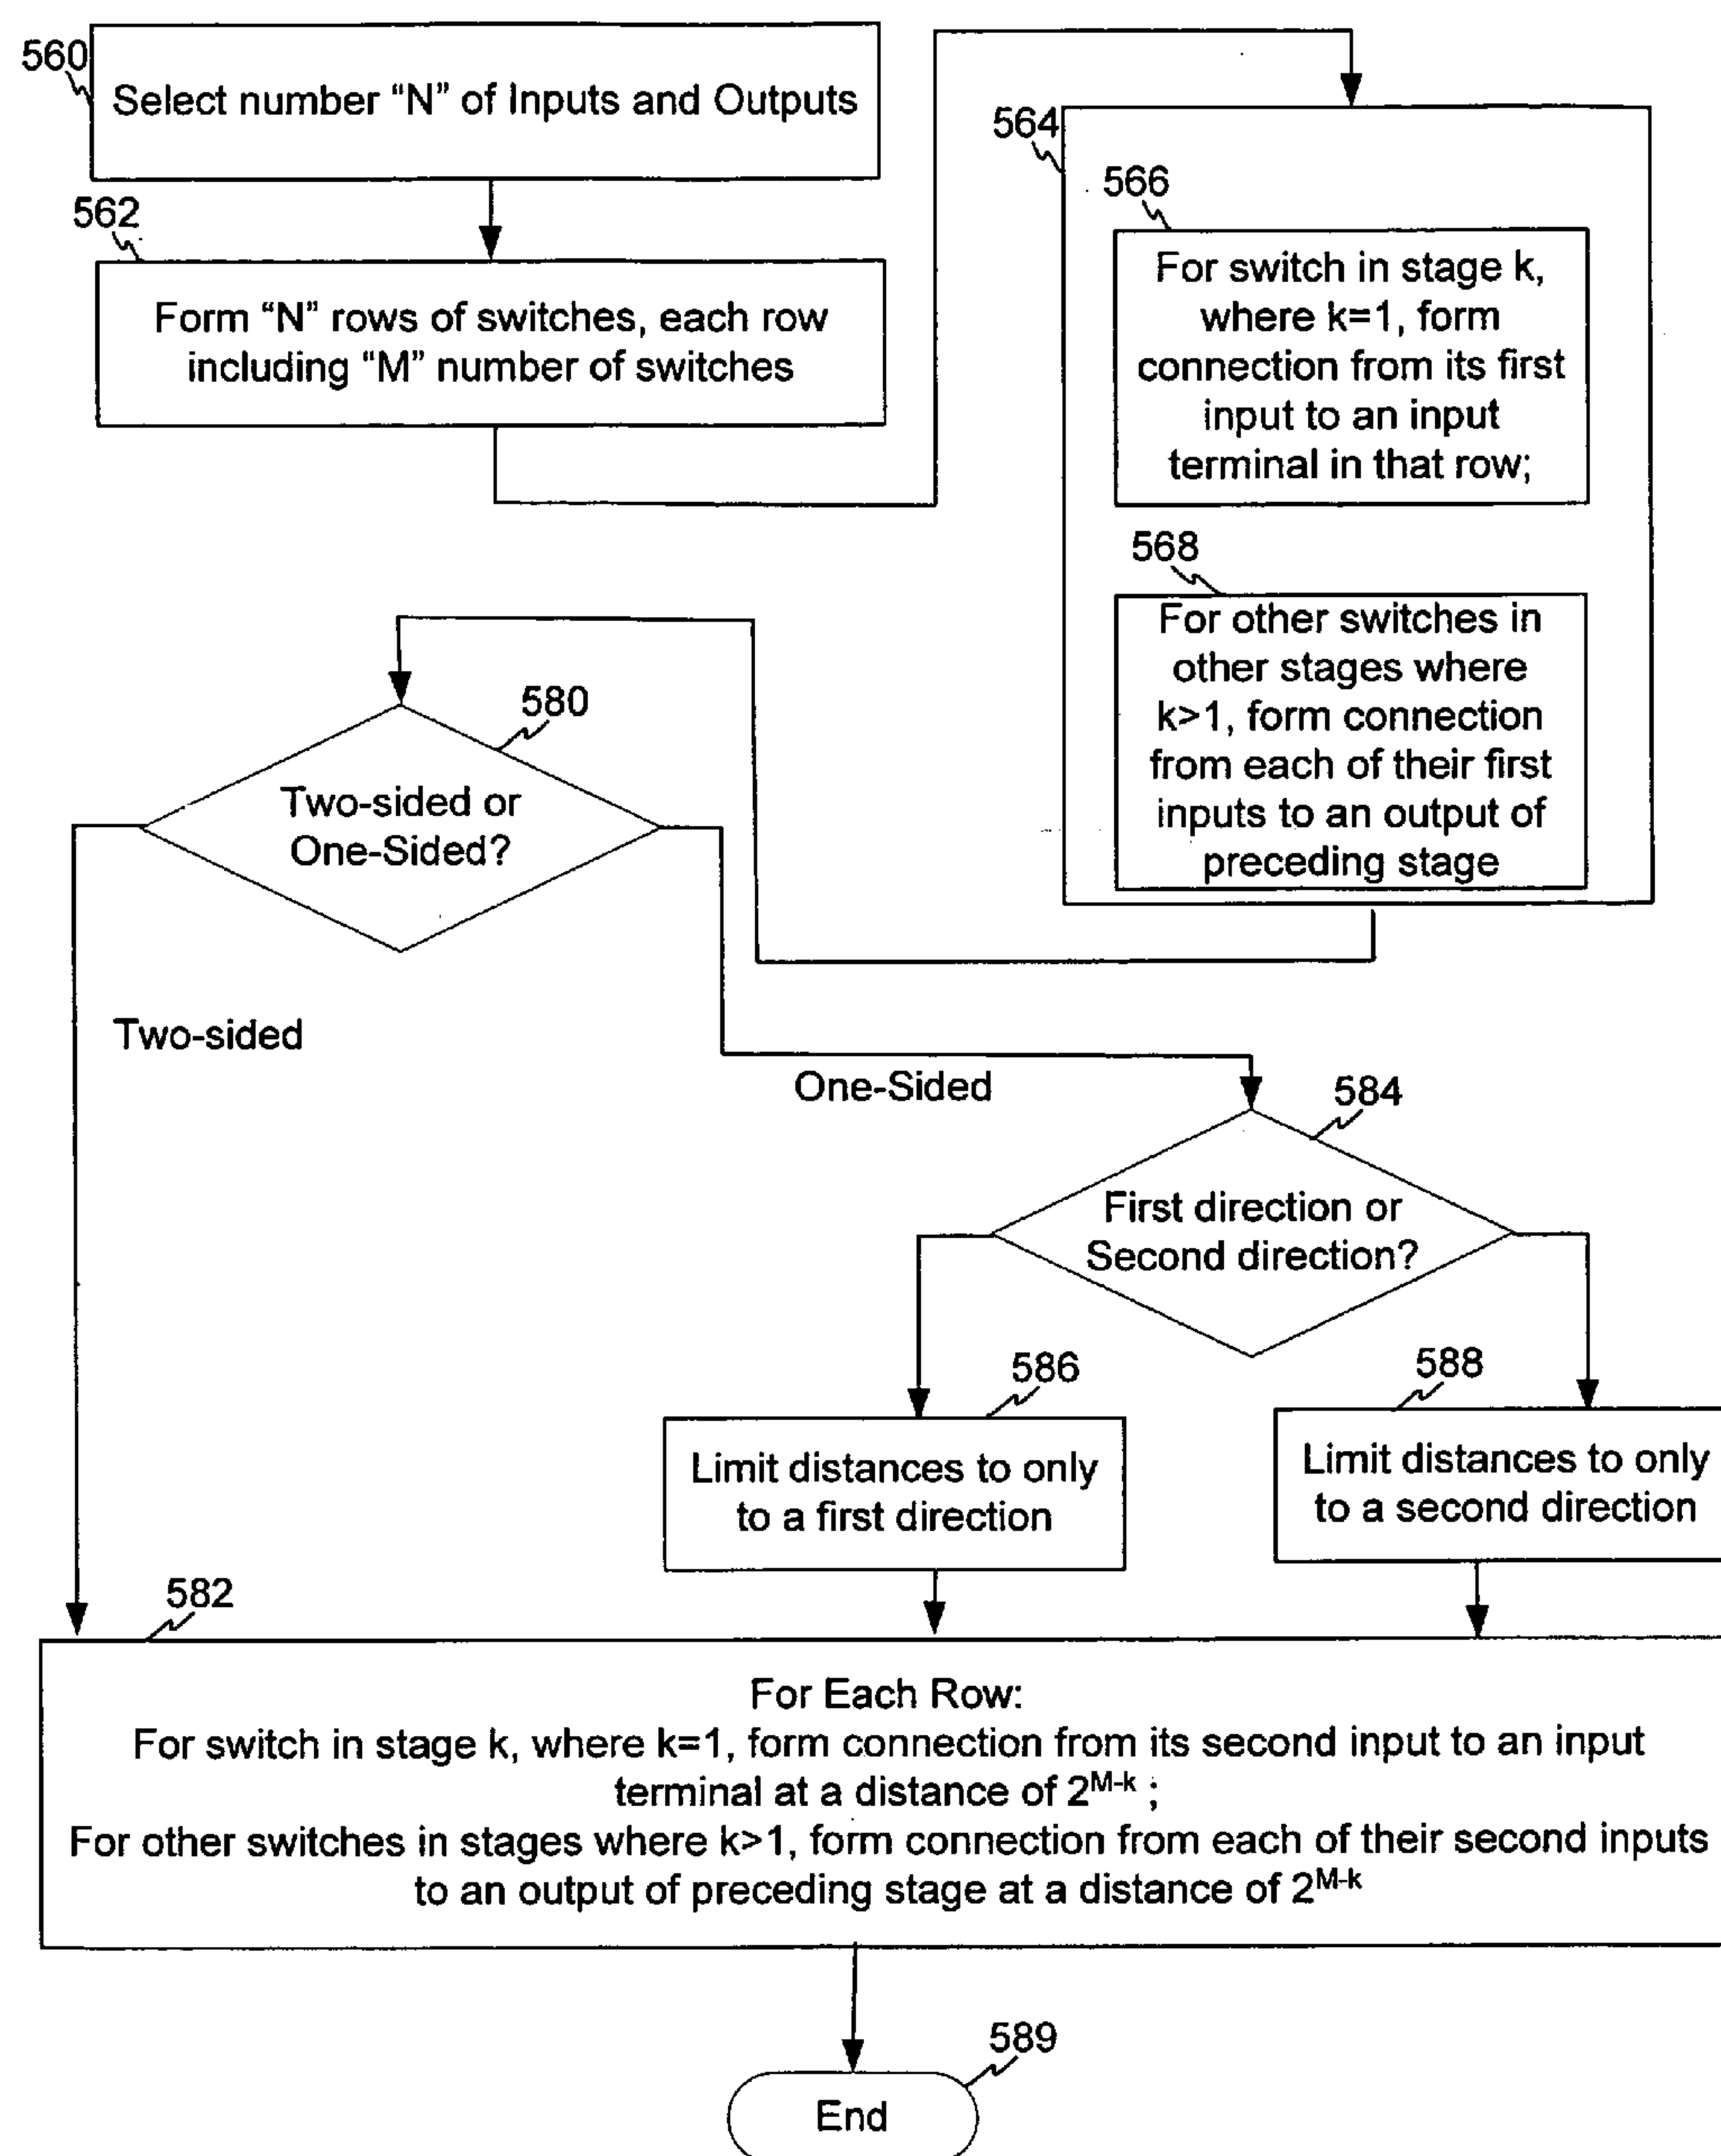 560
Select number "N" of Inputs and Outputs
562
Form "N" rows of switches, each row
including "M" number of switches
564
566
For switch in stage k,
where k=1, form
connection from its first
input to an input
terminal in that row;
568
For other switches in
other stages where
k>1, form connection
from each of their first
inputs to an output of
preceding stage
580
Two-sided or
One-Sided?
Two-sided
One-Sided
584
First direction or
Second direction?
586
Limit distances to only
to a first direction
588
Limit distances to only
to a second direction
582
For Each Row:
For switch in stage k, where k=1, form connection from its second input to an input
terminal at a distance of 2^{M-k} ;
For other switches in stages where k>1, form connection from each of their second inputs
to an output of preceding stage at a distance of 2^{M-k}
589
End